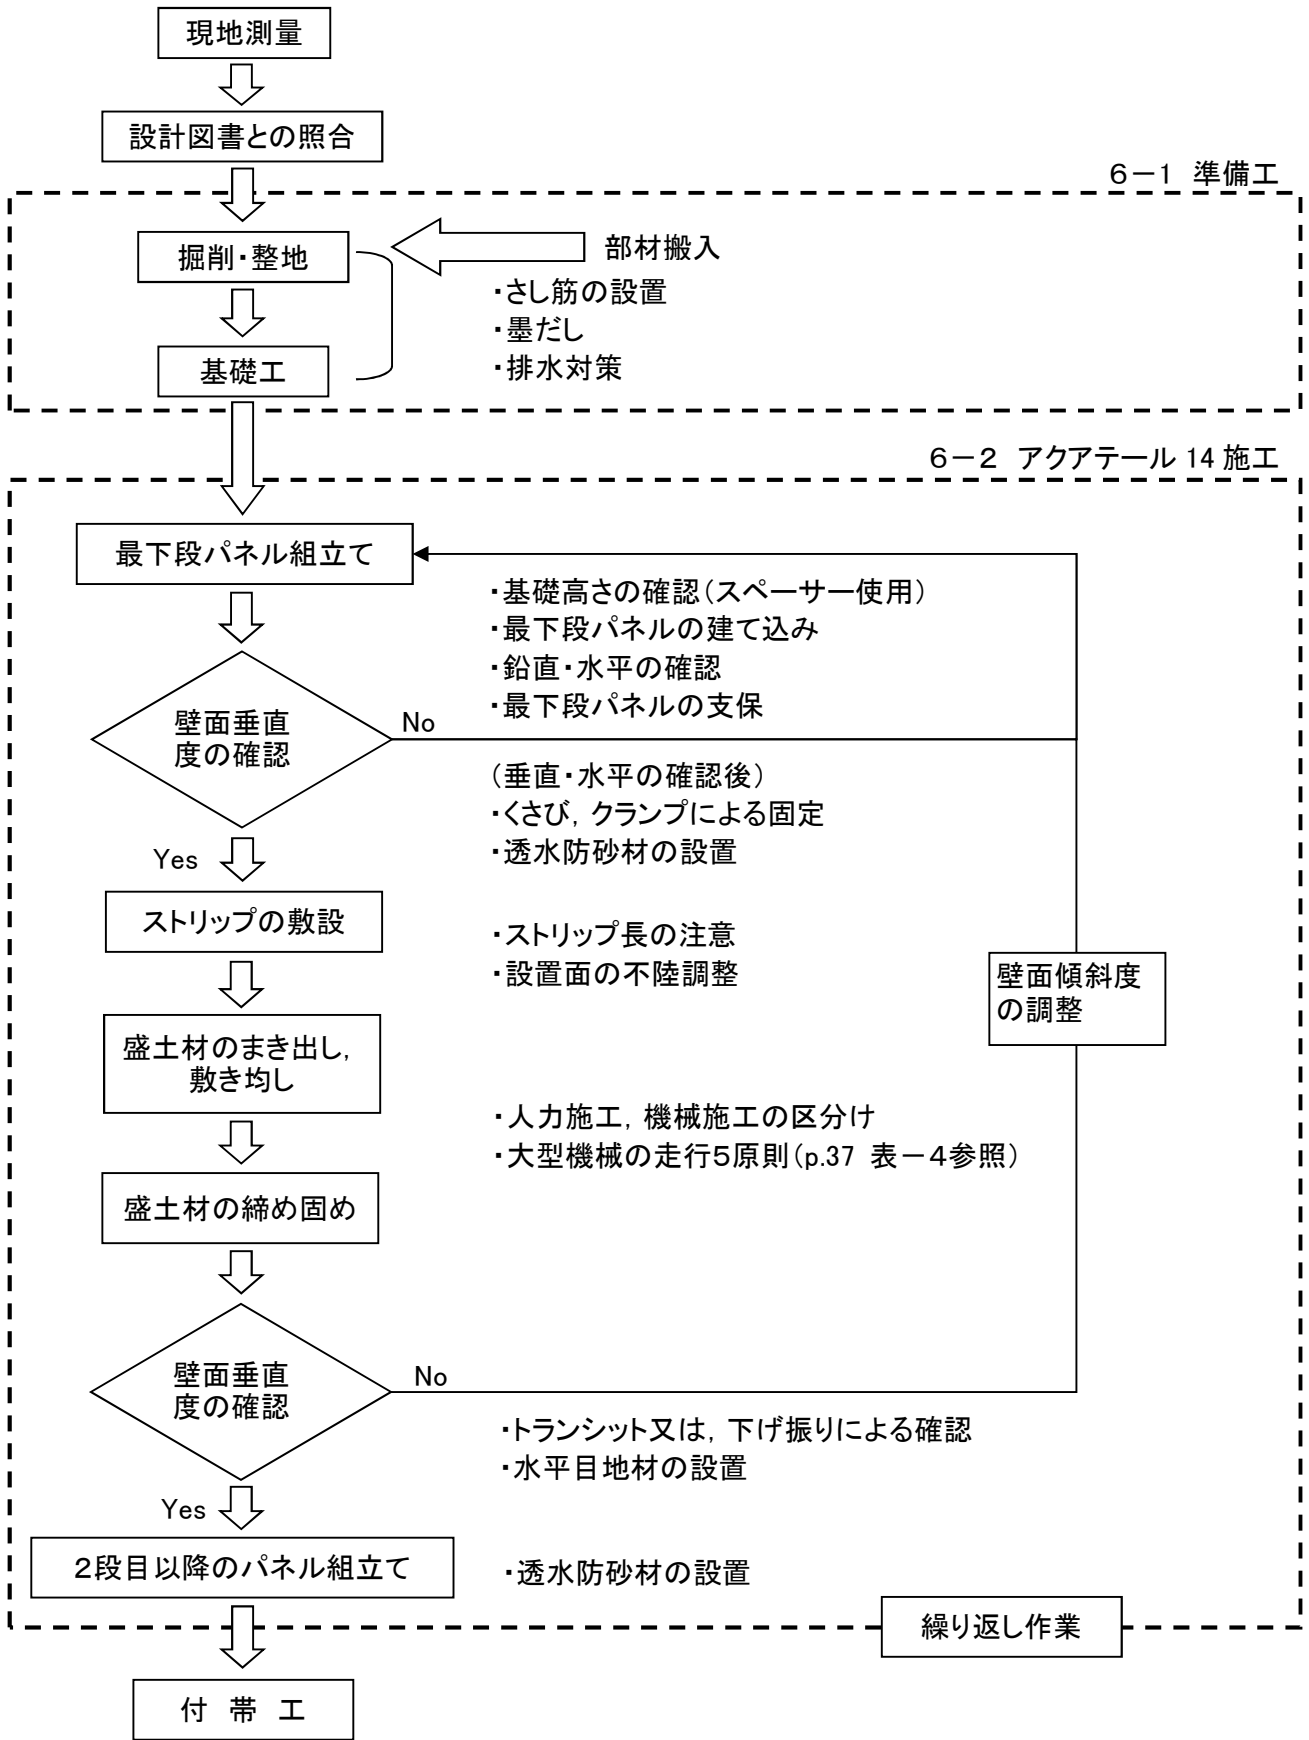 現地測量
設計図書との照合
6-1 準備工
掘削・整地
部材搬入
・さし筋の設置
・墨だし
・排水対策
基礎工
6-2 アクアテール 14 施工
最下段パネル組立て
・基礎高さの確認(スペーサー使用)
・最下段パネルの建て込み
・鉛直・水平の確認
・最下段パネルの支保
壁面垂直
度の確認
No
(垂直・水平の確認後)
・くさび, クランプによる固定
・透水防砂材の設置
Yes
ストリップの敷設
・ストリップ長の注意
・設置面の不陸調整
壁面傾斜度
の調整
盛土材のまき出し,
敷き均し
・人力施工, 機械施工の区分け
・大型機械の走行5原則(p.37 表-4参照)
盛土材の締め固め
壁面垂直
度の確認
No
・トランシット又は, 下げ振りによる確認
・水平目地材の設置
Yes
2段目以降のパネル組立て
・透水防砂材の設置
繰り返し作業
付 帯 工